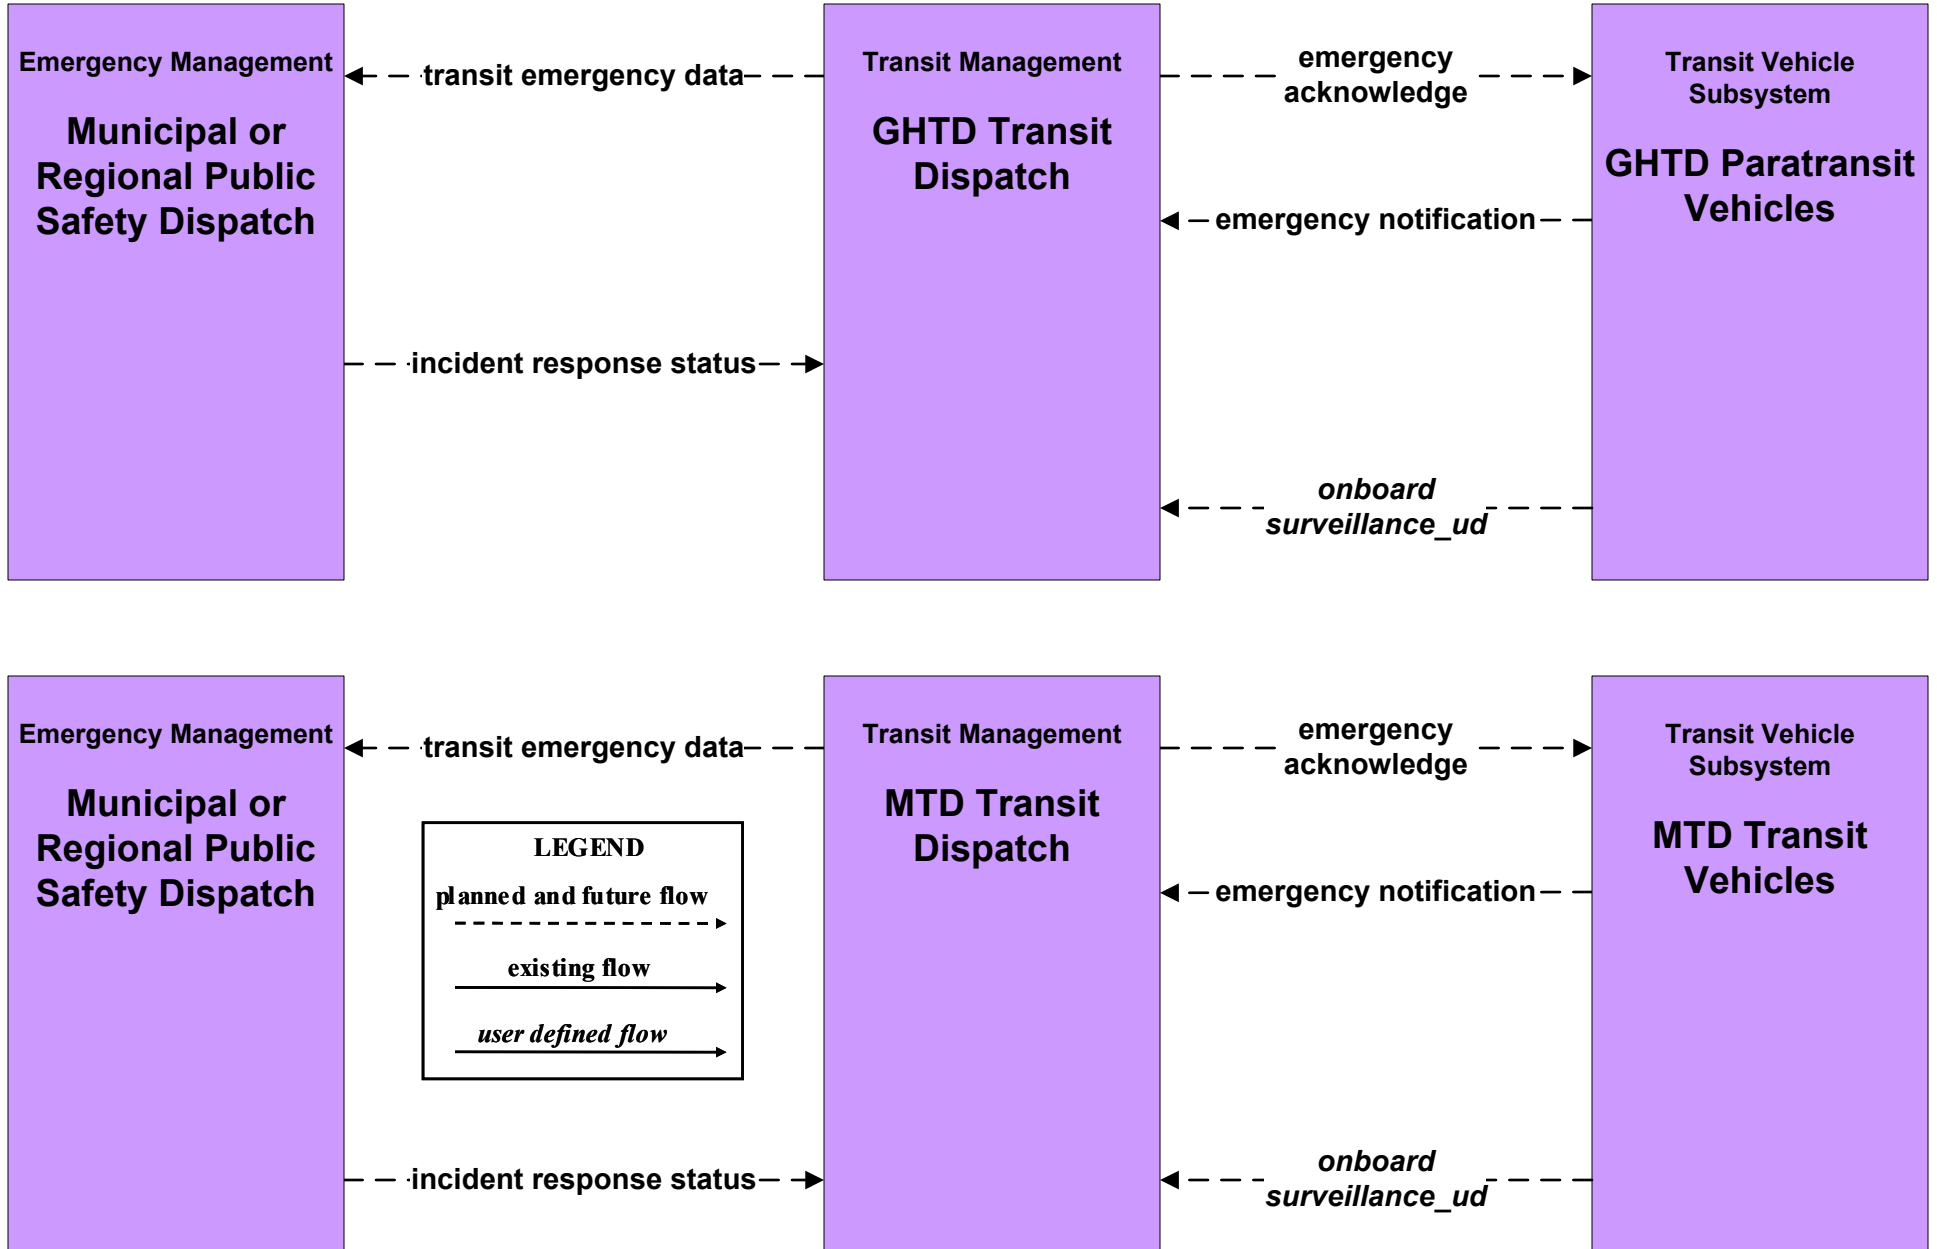 Emergency Management
Municipal or
Regional Public
Safety Dispatch
transit emergency data
incident response status
Transit Management
GHTD Transit
Dispatch
emergency
acknowledge
emergency notification
onboard
surveillance_ud
Transit Vehicle
Subsystem
GHTD Paratransit
Vehicles
Emergency Management
Municipal or
Regional Public
Safety Dispatch
transit emergency data
LEGEND
planned and future flow
existing flow
user defined flow
incident response status
Transit Management
MTD Transit
Dispatch
emergency
acknowledge
emergency notification
onboard
surveillance_ud
Transit Vehicle
Subsystem
MTD Transit
Vehicles